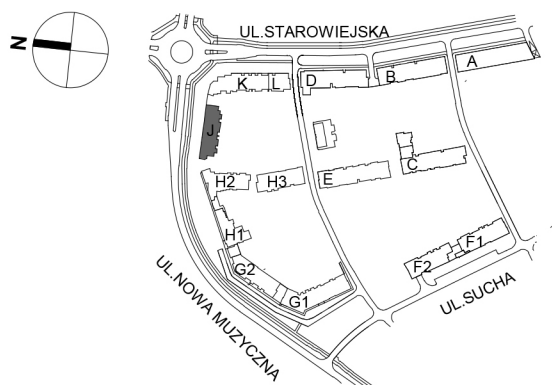 N
UL.STAROWIEJSKA
A
B
D
K L
J
C
E
H2 H3
H1
F1
F2
G2
G1
UL.SUCHA
UL.NOWA MUZYCZNA